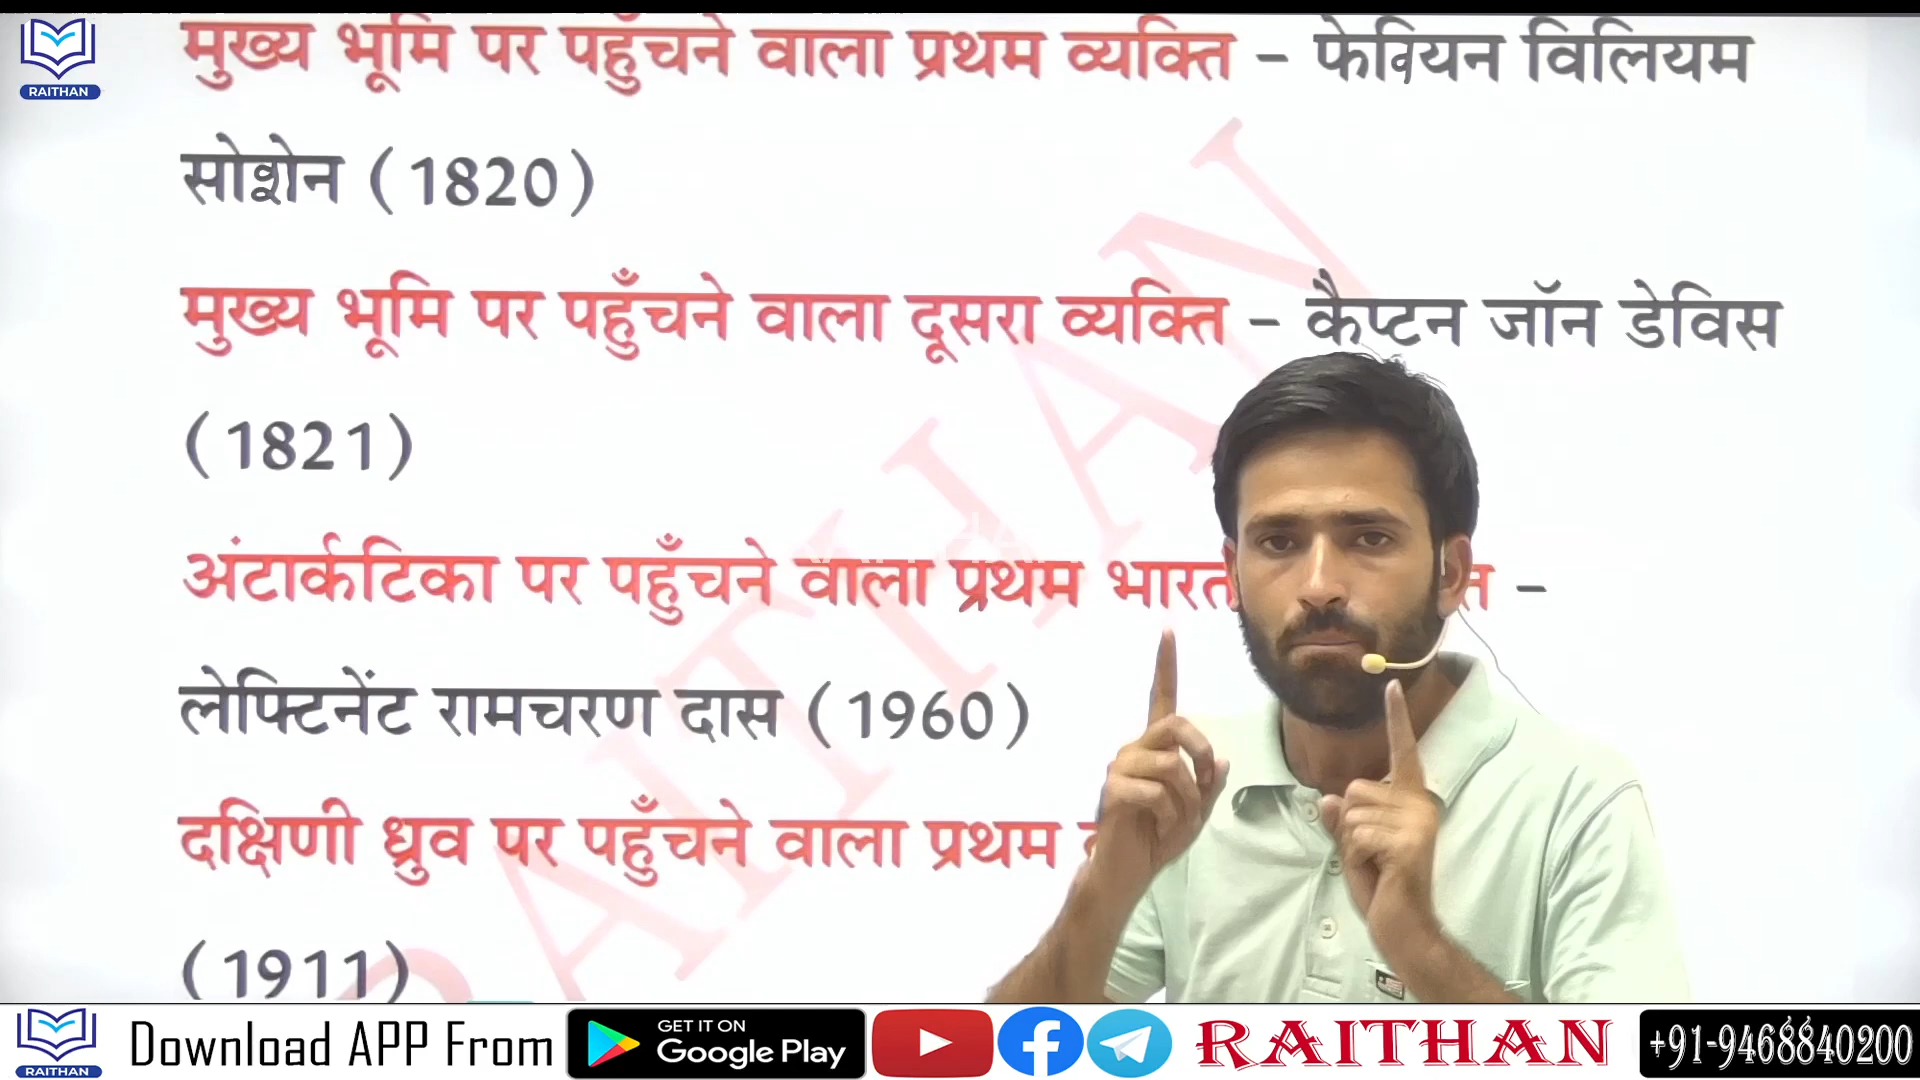 RAITHAN
मुख्य भूमि पर पहुँचने वाला प्रथम व्यक्ति – फेवियन विलियम
(1820)
मुख्य भूमि पर पहुँचने वाला दूसरा व्यक्ति – कैप्टन जॉन डेविस
(1821)
अंटार्कटिका पर पहुँचने वाला प्रथम –
लेफ्टिनेंट रामचरण दास (1960)
दक्षिणी ध्रुव पर पहुँचने वाला प्रथम
(1911)
RAITHAN
RAITHAN
Download APP From
GET IT ON
Google Play
RAITHAN
+91-9468840200